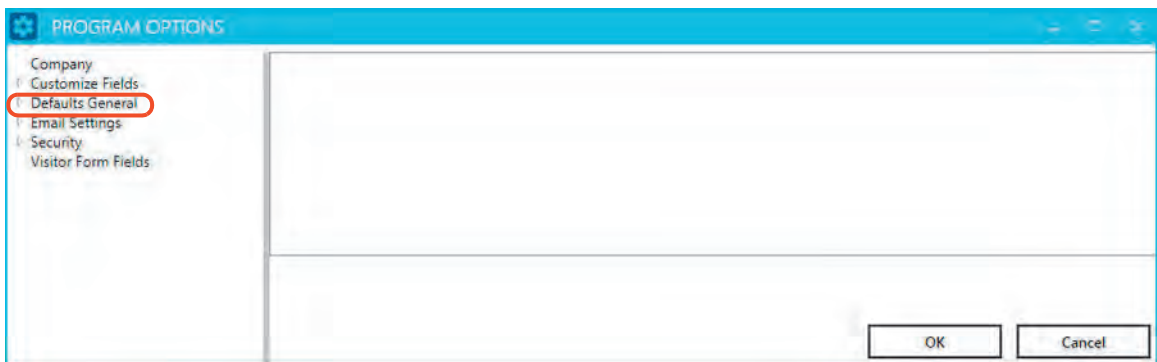 PROGRAM OPTIONS
Company
Customize Fields
Defaults General
Email Settings
Security
Visitor Form Fields
OK
Cancel